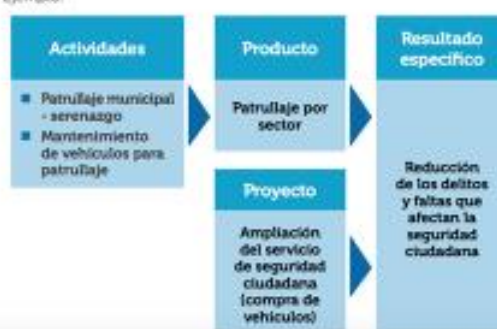 Ejemplo:
Actividades
■ Patrullaje municipal
- serenazgo
■ Mantenimiento
de vehículos para
patrullaje
Producto
Patrullaje por
sector
Proyecto
Ampliación
del servicio
de seguridad
ciudadana
(compra de
vehículos)
Resultado
específico
Reducción
de los delitos
y faltas que
afectan la
seguridad
ciudadana